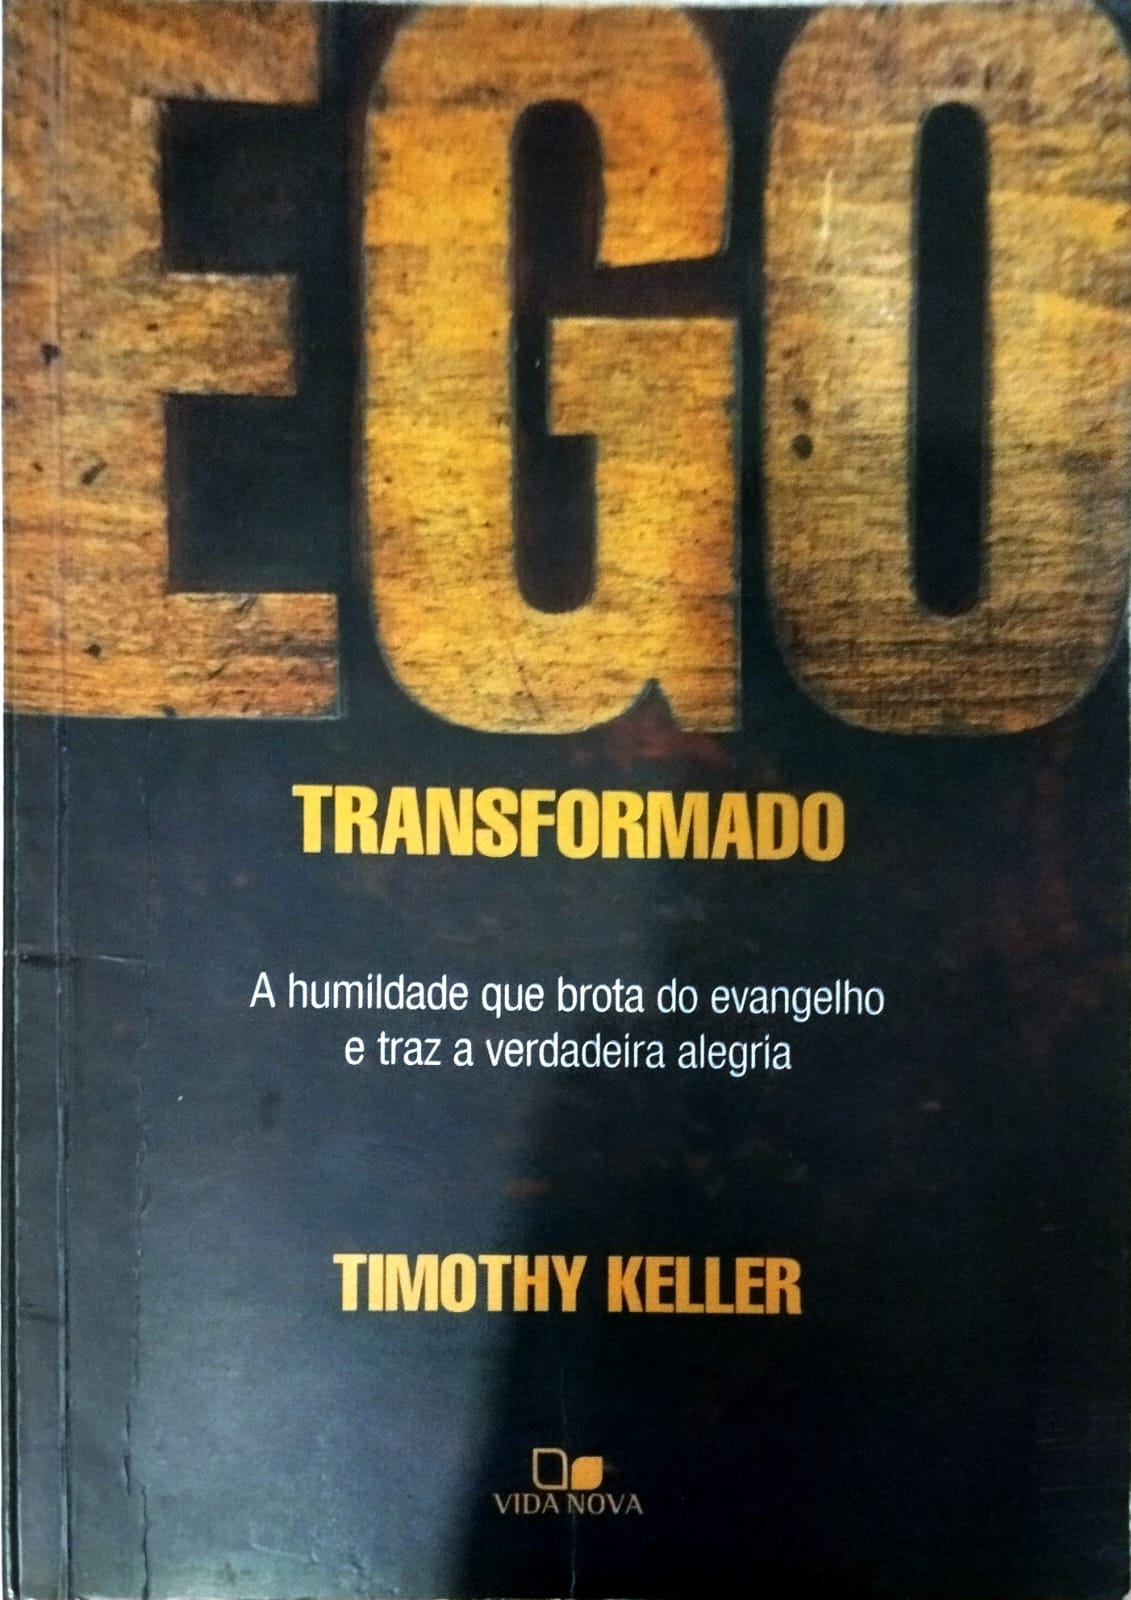 EGO
TRANSFORMADO
A humildade que brota do evangelho
e traz a verdadeira alegria
TIMOTHY KELLER
VIDA NOVA